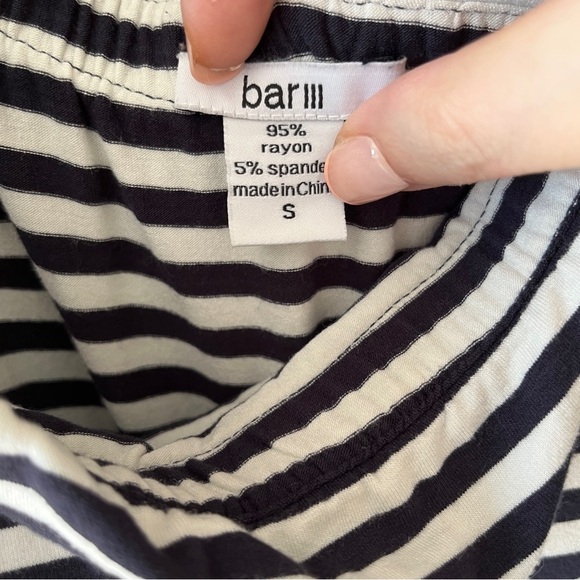 bar III
95%
rayon
5% spande
made in Chin
S